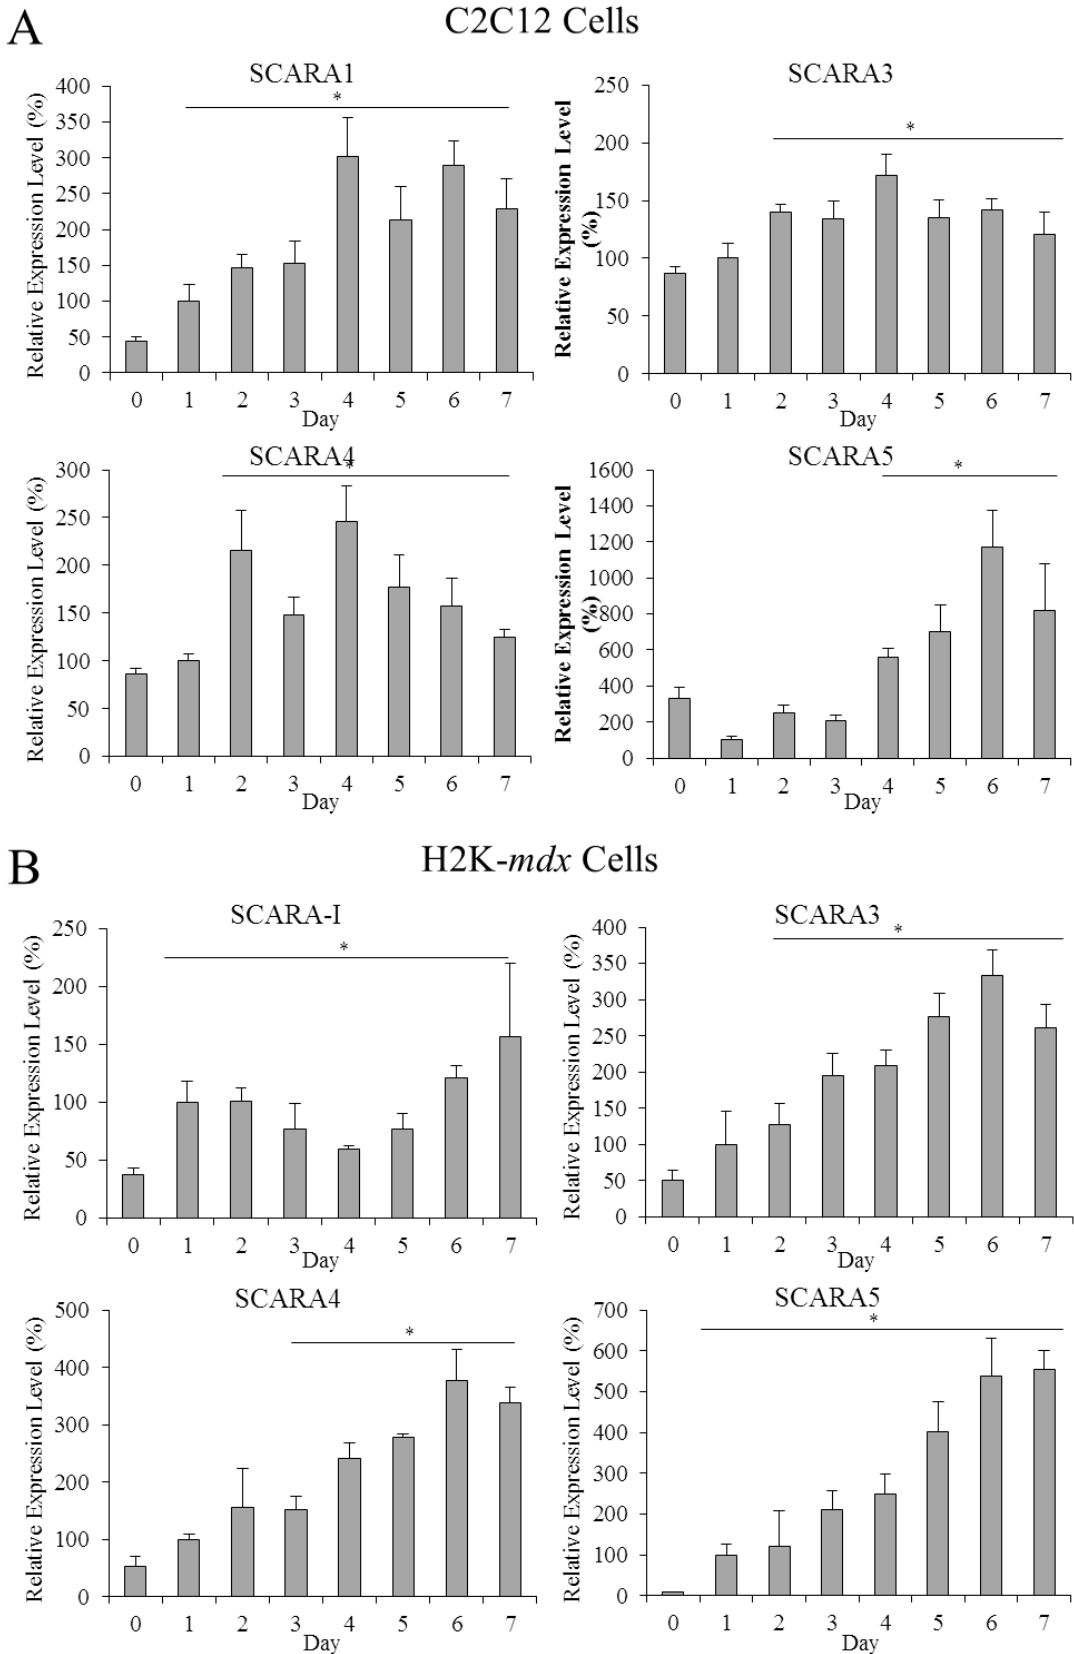 A
C2C12 Cells
SCARA1
Relative Expression Level (%)
400
350
300
250
200
150
100
50
0
*
0 1 2 3 4 5 6 7
Day
SCARA3
Relative Expression Level
(%)
250
200
150
100
50
0
*
0 1 2 3 4 5 6 7
Day
SCARA4
Relative Expression Level (%)
300
250
200
150
100
50
0
*
0 1 2 3 4 5 6 7
Day
SCARA5
Relative Expression Level
(%)
1600
1400
1200
1000
800
600
400
200
0
*
0 1 2 3 4 5 6 7
Day
B
H2K-mdx Cells
SCARA-I
Relative Expression Level (%)
250
200
150
100
50
0
*
0 1 2 3 4 5 6 7
Day
SCARA3
Relative Expression Level (%)
400
350
300
250
200
150
100
50
0
*
0 1 2 3 4 5 6 7
Day
SCARA4
Relative Expression Level (%)
500
400
300
200
100
0
*
0 1 2 3 4 5 6 7
Day
SCARA5
Relative Expression Level (%)
700
600
500
400
300
200
100
0
*
0 1 2 3 4 5 6 7
Day